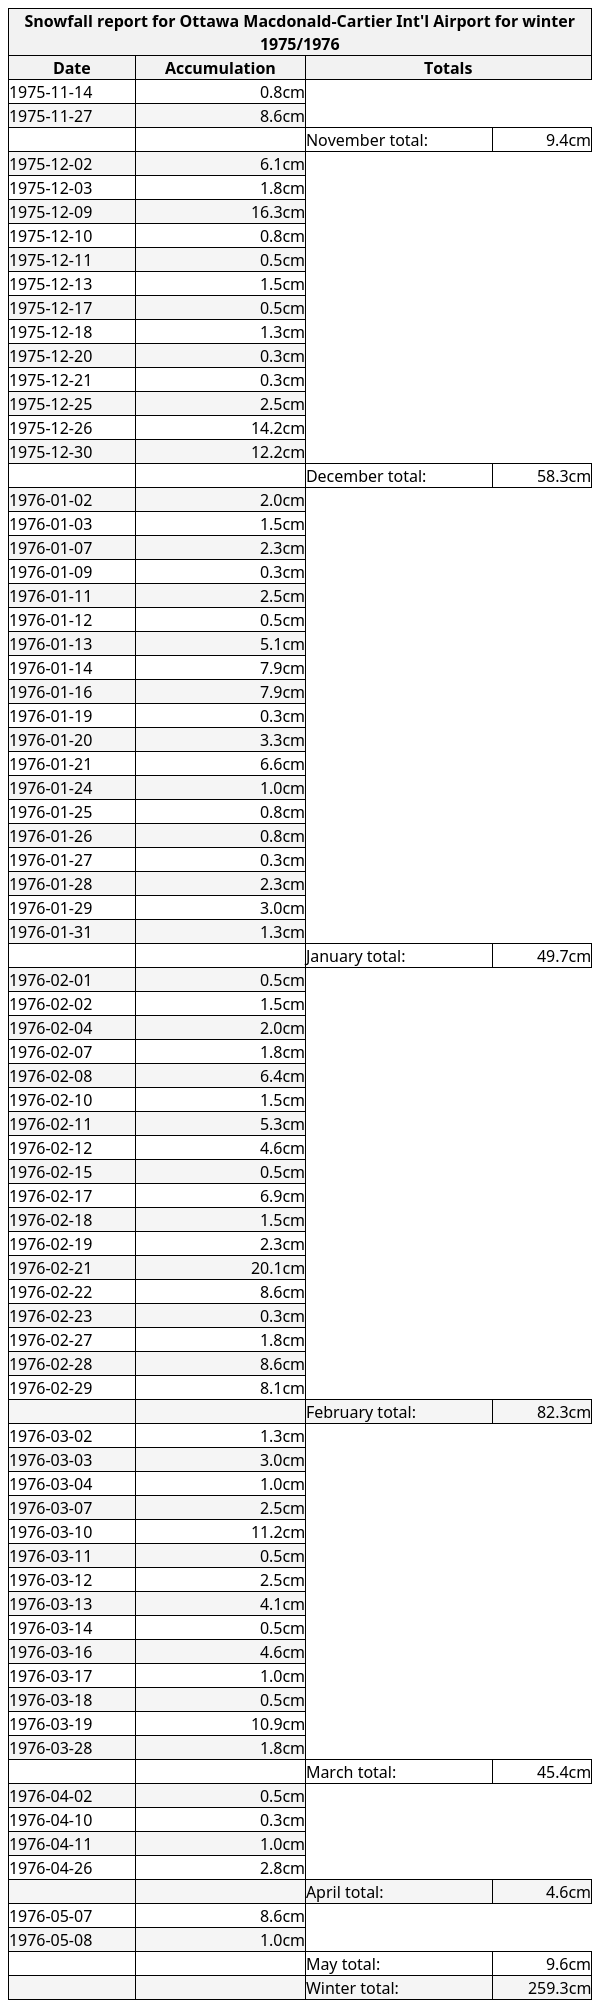 Snowfall report for Ottawa Macdonald-Cartier Int'l Airport for winter
1975/1976
Date Accumulation Totals
1975-11-14 0.8cm
1975-11-27 8.6cm
November total: 9.4cm
1975-12-02 6.1cm
1975-12-03 1.8cm
1975-12-09 16.3cm
1975-12-10 0.8cm
1975-12-11 0.5cm
1975-12-13 1.5cm
1975-12-17 0.5cm
1975-12-18 1.3cm
1975-12-20 0.3cm
1975-12-21 0.3cm
1975-12-25 2.5cm
1975-12-26 14.2cm
1975-12-30 12.2cm
December total: 58.3cm
1976-01-02 2.0cm
1976-01-03 1.5cm
1976-01-07 2.3cm
1976-01-09 0.3cm
1976-01-11 2.5cm
1976-01-12 0.5cm
1976-01-13 5.1cm
1976-01-14 7.9cm
1976-01-16 7.9cm
1976-01-19 0.3cm
1976-01-20 3.3cm
1976-01-21 6.6cm
1976-01-24 1.0cm
1976-01-25 0.8cm
1976-01-26 0.8cm
1976-01-27 0.3cm
1976-01-28 2.3cm
1976-01-29 3.0cm
1976-01-31 1.3cm
January total: 49.7cm
1976-02-01 0.5cm
1976-02-02 1.5cm
1976-02-04 2.0cm
1976-02-07 1.8cm
1976-02-08 6.4cm
1976-02-10 1.5cm
1976-02-11 5.3cm
1976-02-12 4.6cm
1976-02-15 0.5cm
1976-02-17 6.9cm
1976-02-18 1.5cm
1976-02-19 2.3cm
1976-02-21 20.1cm
1976-02-22 8.6cm
1976-02-23 0.3cm
1976-02-27 1.8cm
1976-02-28 8.6cm
1976-02-29 8.1cm
February total: 82.3cm
1976-03-02 1.3cm
1976-03-03 3.0cm
1976-03-04 1.0cm
1976-03-07 2.5cm
1976-03-10 11.2cm
1976-03-11 0.5cm
1976-03-12 2.5cm
1976-03-13 4.1cm
1976-03-14 0.5cm
1976-03-16 4.6cm
1976-03-17 1.0cm
1976-03-18 0.5cm
1976-03-19 10.9cm
1976-03-28 1.8cm
March total: 45.4cm
1976-04-02 0.5cm
1976-04-10 0.3cm
1976-04-11 1.0cm
1976-04-26 2.8cm
April total: 4.6cm
1976-05-07 8.6cm
1976-05-08 1.0cm
May total: 9.6cm
Winter total: 259.3cm